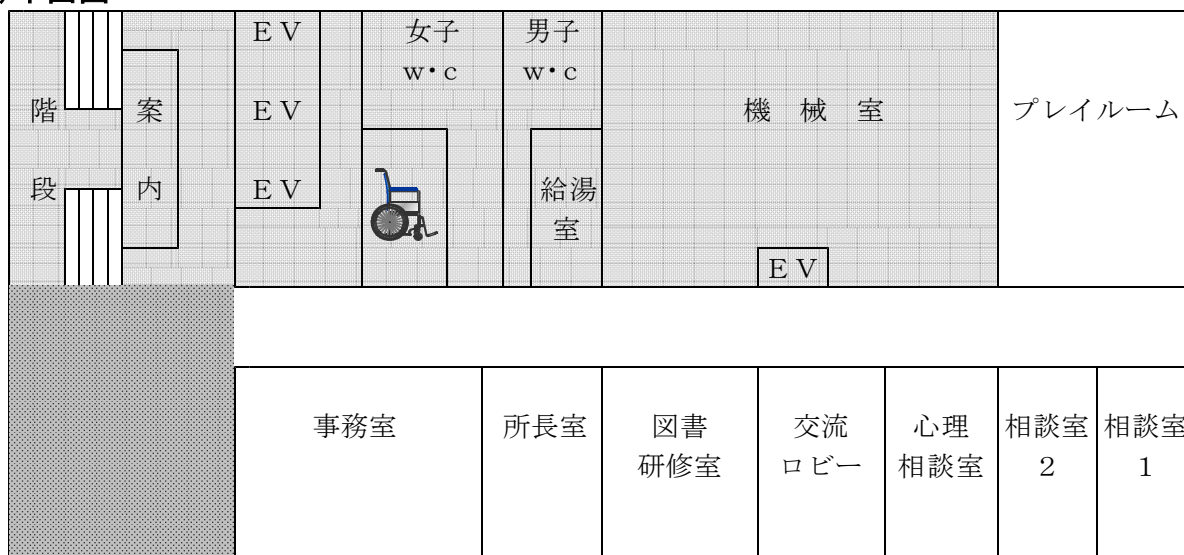 ＥＶ
ＥＶ
ＥＶ
女子
w・c
男子
w・c
階
段
案
内
給湯
室
機械室
ＥＶ
プレイルーム
事務室
所長室
図書
研修室
交流
ロビー
心理
相談室
相談室
２
相談室
１